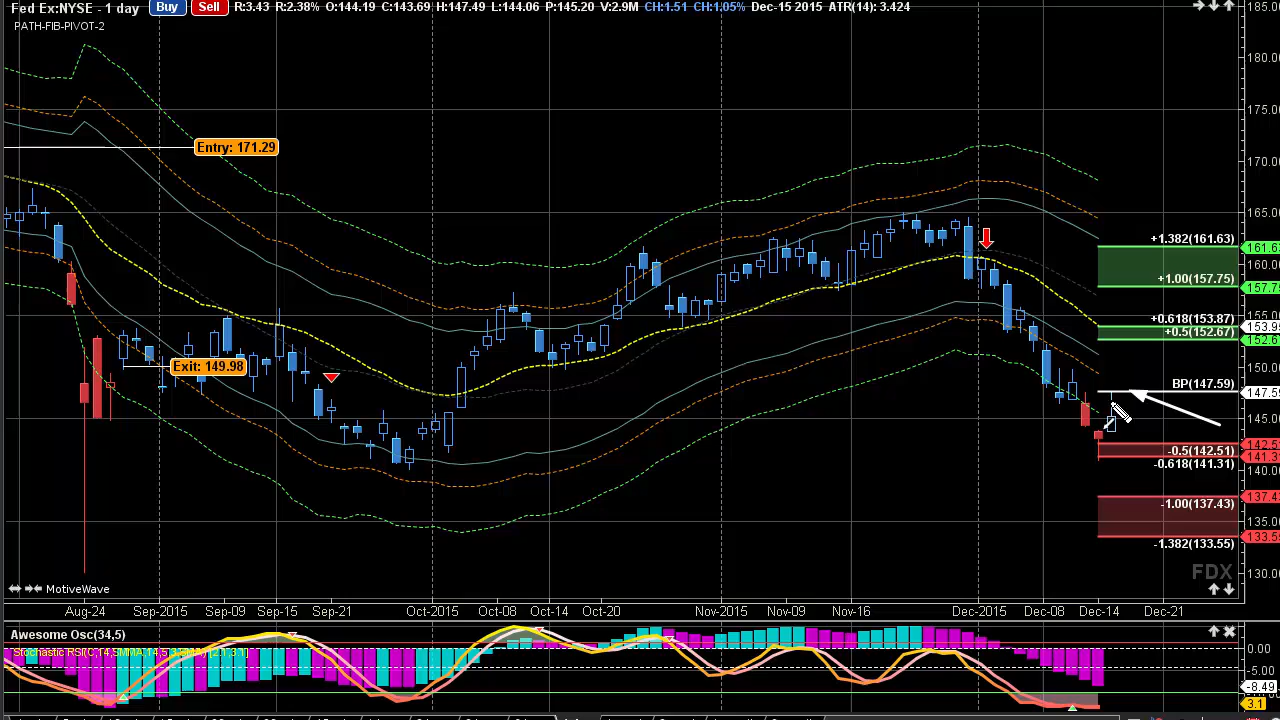 Fed Ex:NYSE - 1 day Buy Sell R:3.43 R:2.38% O:144.19 C:143.69 H:147.49 L:144.06 P:145.20 V:2.9M CH:1.51 CH:1.05% Dec-15 2015 ATR(14): 3.424
PATH-FIB-PIVOT-2
185.00
180.00
175.00
170.00
165.00
160.00
155.00
150.00
145.00
140.00
135.00
130.00
Entry: 171.29
Exit: 149.98
+1.382(161.63)
+1.00(157.75)
+0.618(153.87)
+0.5(152.67)
BP(147.59)
-0.5(142.51)
-0.618(141.31)
-1.00(137.43)
-1.382(133.55)
FDX
MotiveWave
Aug-24 Sep-2015 Sep-09 Sep-15 Sep-21 Oct-2015 Oct-08 Oct-14 Oct-20 Nov-2015 Nov-09 Nov-16 Dec-2015 Dec-08 Dec-14 Dec-21
Awesome Osc(34,5)
0.00
-5.00
-8.49
3.1